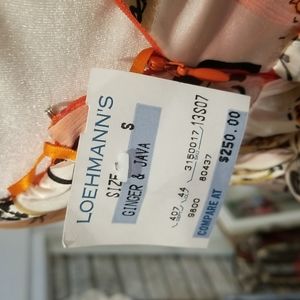 LOEHMANN'S
SIZE S
GINGER & JAVA
407 44 3150017 13S07
9800 80437
COMPARE AT $250.00